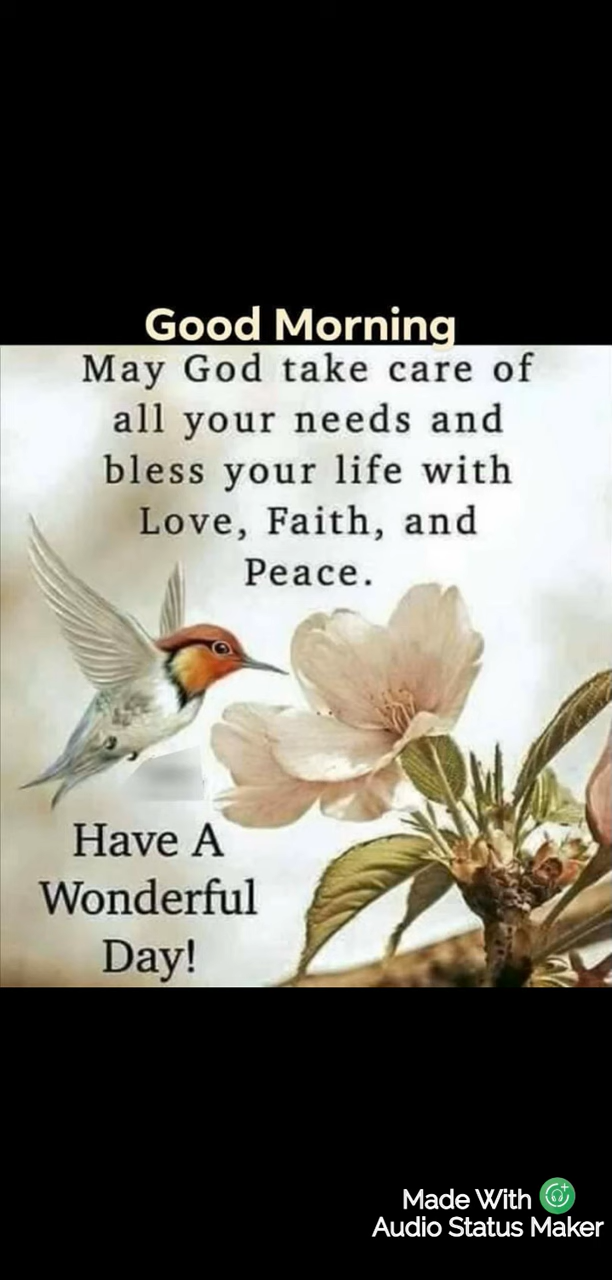 Good Morning
May God take care of
all your needs and
bless your life with
Love, Faith, and
Peace.
Have A
Wonderful
Day!
Made With
Audio Status Maker